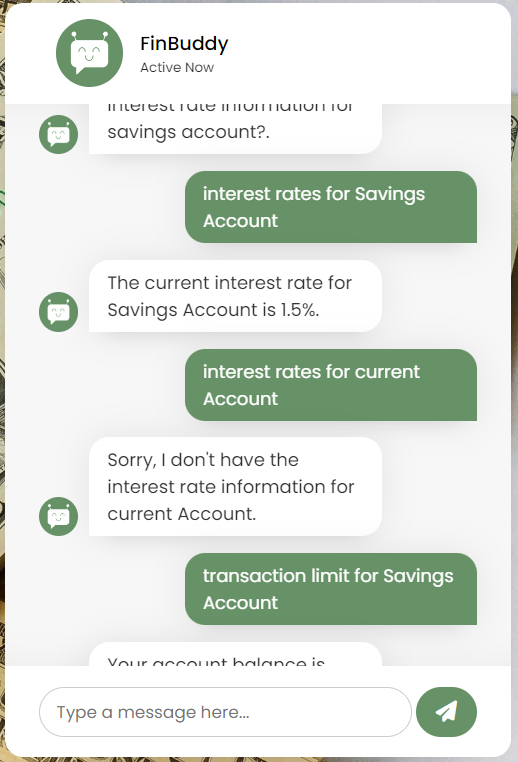 FinBuddy
Active Now
interest rate information for
savings account?.
interest rates for Savings
Account
The current interest rate for
Savings Account is 1.5%.
interest rates for current
Account
Sorry, I don't have the
interest rate information for
current Account.
transaction limit for Savings
Account
Your account balance is
Type a message here...